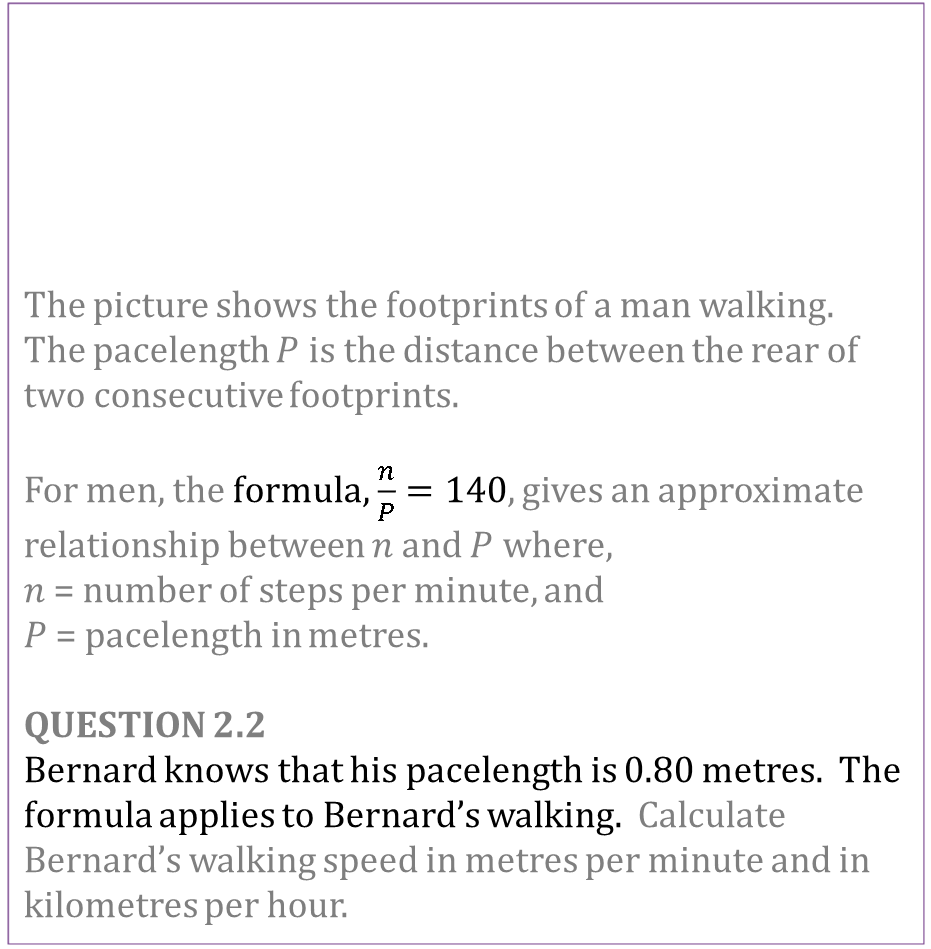 The picture shows the footprints of a man walking.
The pacelength P is the distance between the rear of
two consecutive footprints.
For men, the formula, n/P = 140, gives an approximate
relationship between n and P where,
n = number of steps per minute, and
P = pacelength in metres.
QUESTION 2.2
Bernard knows that his pacelength is 0.80 metres. The
formula applies to Bernard’s walking. Calculate
Bernard’s walking speed in metres per minute and in
kilometres per hour.